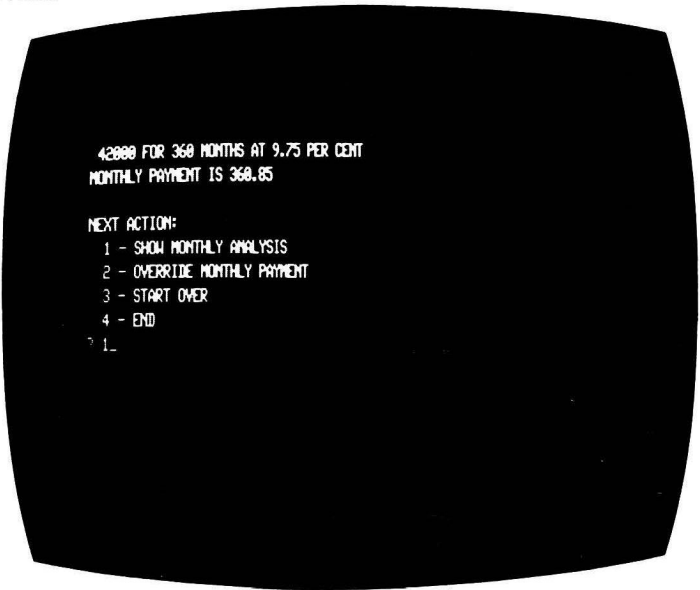 42000 FOR 360 MONTHS AT 9.75 PER CENT
MONTHLY PAYMENT IS 360.85
NEXT ACTION:
1 - SHOW MONTHLY ANALYSIS
2 - OVERRIDE MONTHLY PAYMENT
3 - START OVER
4 - END
? 1_